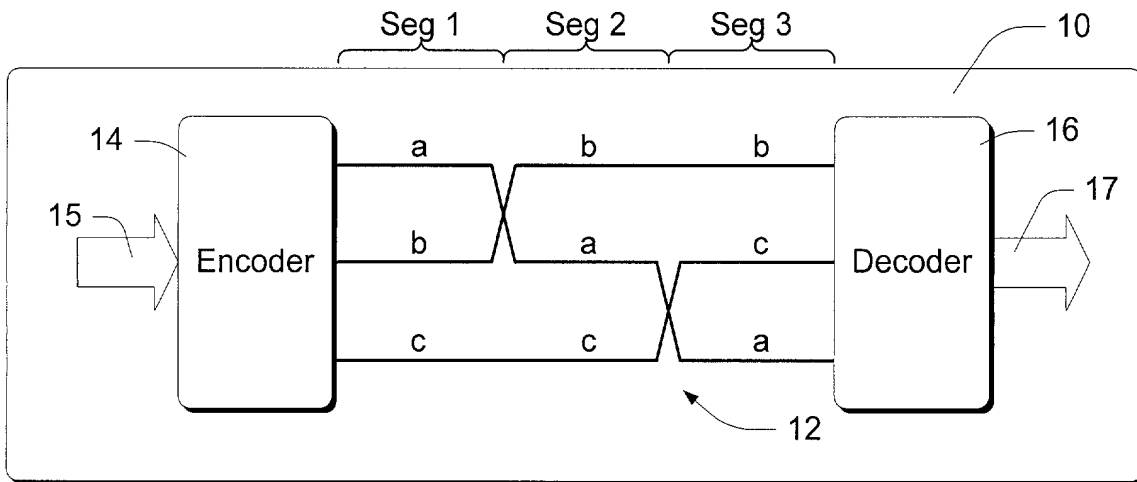 Seg 1 Seg 2 Seg 3
10
14
16
a b b
15
17
b a c
Encoder
Decoder
c c a
12